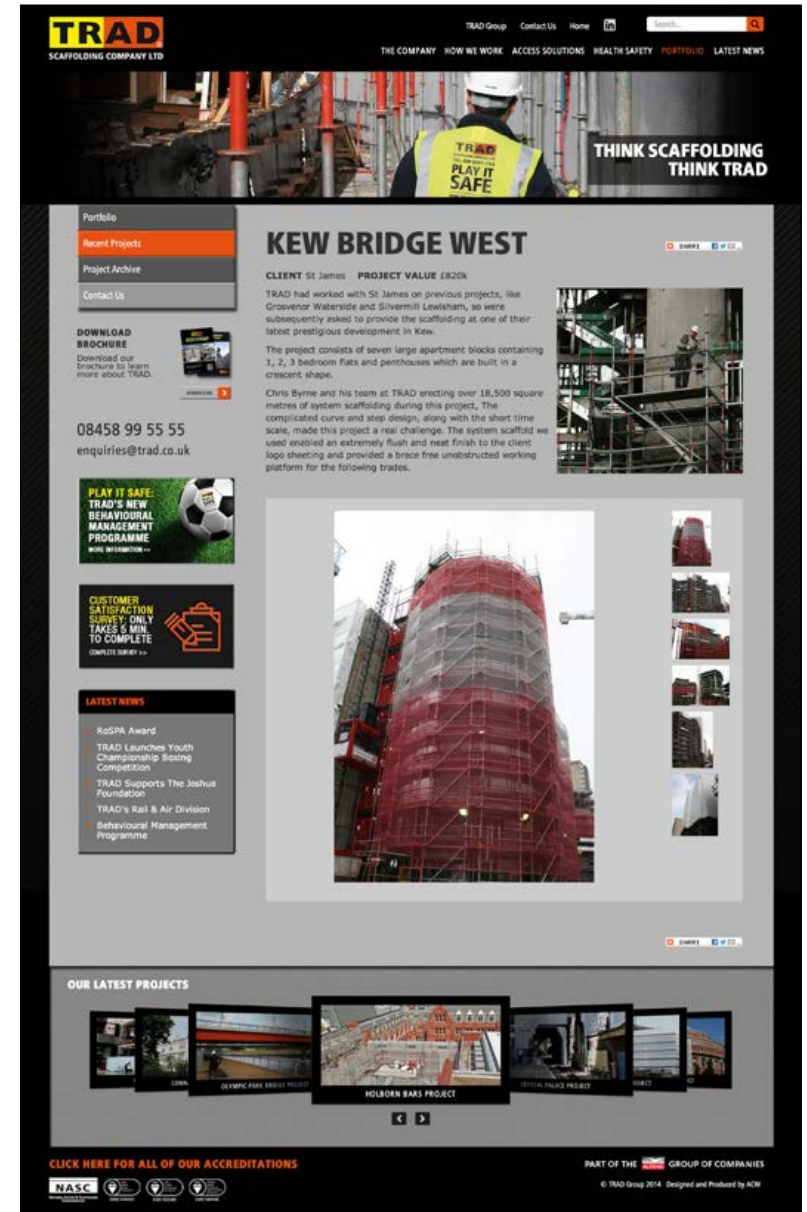 TRAD
SCAFFOLDING COMPANY LTD
TRAD Group Contact Us Home in Search...
THE COMPANY HOW WE WORK ACCESS SOLUTIONS HEALTH SAFETY PORTFOLIO LATEST NEWS
TRAD
PLAY IT
SAFE
THINK SCAFFOLDING
THINK TRAD
Portfolio
Recent Projects
Project Archive
Contact Us
DOWNLOAD
BROCHURE
Download our
brochure to learn
more about TRAD.
08458 99 55 55
enquiries@trad.co.uk
PLAY IT SAFE:
TRAD'S NEW
BEHAVIOURAL
MANAGEMENT
PROGRAMME
MORE INFORMATION >>
CUSTOMER
SATISFACTION
SURVEY: ONLY
TAKES 5 MIN.
TO COMPLETE
COMPLETE SURVEY >>
LATEST NEWS
RoSPA Award
TRAD Launches Youth
Championship Boxing
Competition
TRAD Supports The Joshua
Foundation
TRAD's Rail & Air Division
Behavioural Management
Programme
KEW BRIDGE WEST
SHARE
CLIENT St James PROJECT VALUE £820k
TRAD had worked with St James on previous projects, like
Grosvenor Waterside and Silvermill Lewisham, so were
subsequently asked to provide the scaffolding at one of their
latest prestigious development in Kew.
The project consists of seven large apartment blocks containing
1, 2, 3 bedroom flats and penthouses which are built in a
crescent shape.
Chris Byrne and his team at TRAD erecting over 18,500 square
metres of system scaffolding during this project, The
complicated curve and step design, along with the short time
scale, made this project a real challenge. The system scaffold we
used enabled an extremely flush and neat finish to the client
logo sheeting and provided a brace free unobstructed working
platform for the following trades.
SHARE
OUR LATEST PROJECTS
OLYMPIC PARK BRIDGE PROJECT
HOLBORN BARS PROJECT
CRYSTAL PALACE PROJECT
CLICK HERE FOR ALL OF OUR ACCREDITATIONS
NASC
PART OF THE GROUP OF COMPANIES
© TRAD Group 2014 Designed and Produced by ACW